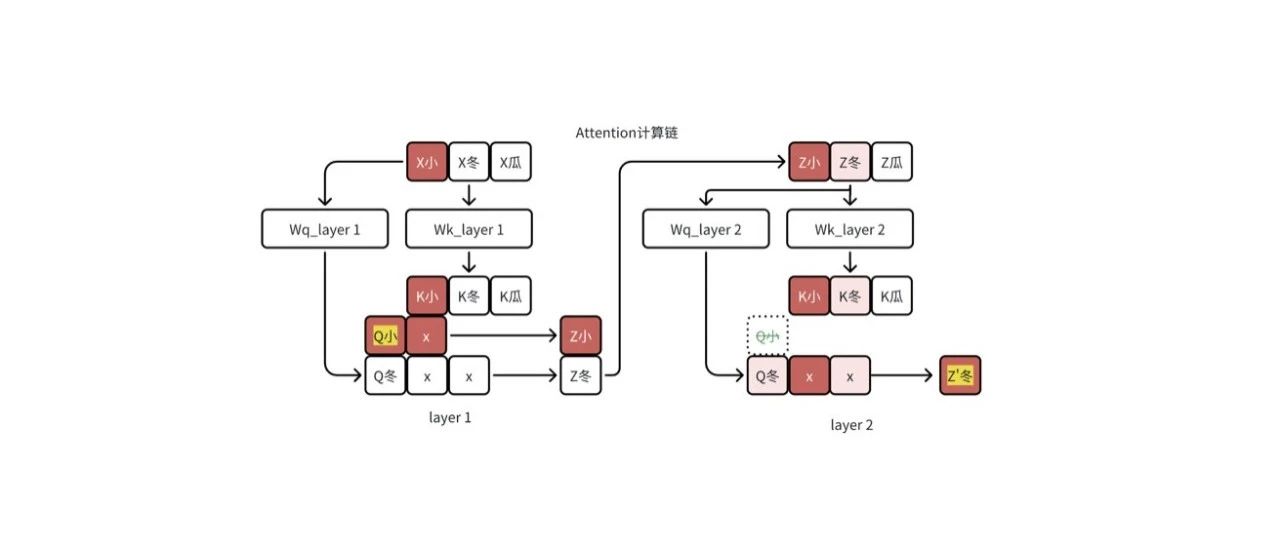 Attention计算链
X小 X冬 X瓜
Z小 Z冬 Z瓜
Wq_layer 1 Wk_layer 1
Wq_layer 2 Wk_layer 2
K小 K冬 K瓜
K小 K冬 K瓜
Q小 x Z小
Q小
Q冬 x x Z冬
Q冬 x x Z'冬
layer 1
layer 2